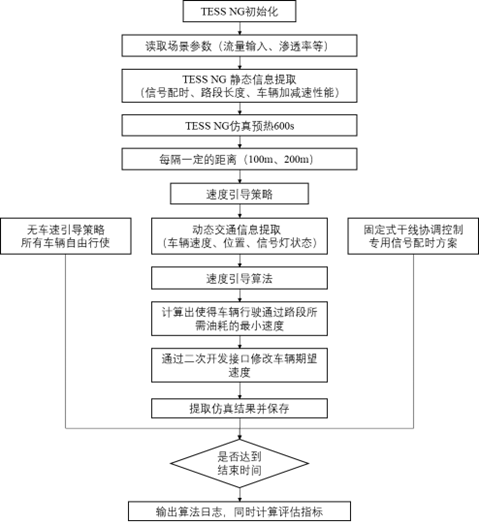 TESS NG初始化
读取场景参数（流量输入、渗透率等）
TESS NG 静态信息提取
（信号配时、路段长度、车辆加减速性能）
TESS NG仿真预热600s
每隔一定的距离（100m、200m）
速度引导策略
无车速引导策略
所有车辆自由行使
动态交通信息提取
（车辆速度、位置、信号灯状态）
固定式干线协调控制
专用信号配时方案
速度引导算法
计算出使得车辆行驶通过路段所
需油耗的最小速度
通过二次开发接口修改车辆期望
速度
提取仿真结果并保存
是否达到
结束时间
输出算法日志，同时计算评估指标